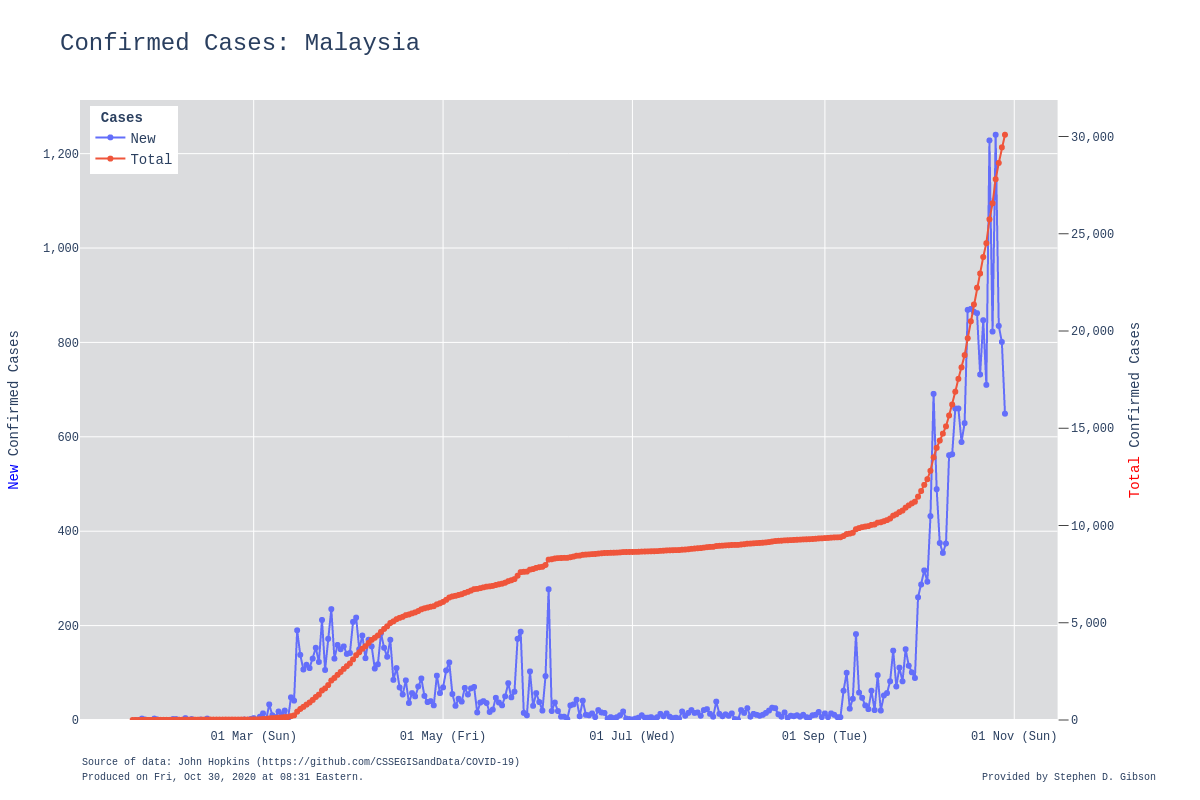 Confirmed Cases: Malaysia
Cases
New
Total
1,200
1,000
800
600
400
200
0
30,000
25,000
20,000
15,000
10,000
5,000
0
New Confirmed Cases
Total Confirmed Cases
01 Mar (Sun)
01 May (Fri)
01 Jul (Wed)
01 Sep (Tue)
01 Nov (Sun)
Source of data: John Hopkins (https://github.com/CSSEGISandData/COVID-19)
Produced on Fri, Oct 30, 2020 at 08:31 Eastern.
Provided by Stephen D. Gibson